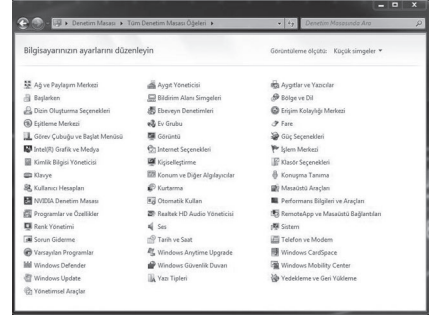 Denetim Masası ▸ Tüm Denetim Masası Öğeleri ▸
Denetim Masasında Ara
Bilgisayarınızın ayarlarını düzenleyin
Görüntüleme ölçütü: Küçük simgeler
Ağ ve Paylaşım Merkezi
Aygıt Yöneticisi
Aygıtlar ve Yazıcılar
Başlarken
Bildirim Alanı Simgeleri
Bölge ve Dil
Dizin Oluşturma Seçenekleri
Ebeveyn Denetimleri
Erişim Kolaylığı Merkezi
Eşitleme Merkezi
Ev Grubu
Fare
Görev Çubuğu ve Başlat Menüsü
Görüntü
Güç Seçenekleri
Intel(R) Grafik ve Medya
Internet Seçenekleri
İşlem Merkezi
Kimlik Bilgisi Yöneticisi
Kişiselleştirme
Klasör Seçenekleri
Klavye
Konum ve Diğer Algılayıcılar
Konuşma Tanıma
Kullanıcı Hesapları
Kurtarma
Masaüstü Araçları
NVIDIA Denetim Masası
Otomatik Kullan
Performans Bilgileri ve Araçları
Programlar ve Özellikler
Realtek HD Audio Yöneticisi
RemoteApp ve Masaüstü Bağlantıları
Renk Yönetimi
Ses
Sistem
Sorun Giderme
Tarih ve Saat
Telefon ve Modem
Varsayılan Programlar
Windows Anytime Upgrade
Windows CardSpace
Windows Defender
Windows Güvenlik Duvarı
Windows Mobility Center
Windows Update
Yazı Tipleri
Yedekleme ve Geri Yükleme
Yönetimsel Araçlar